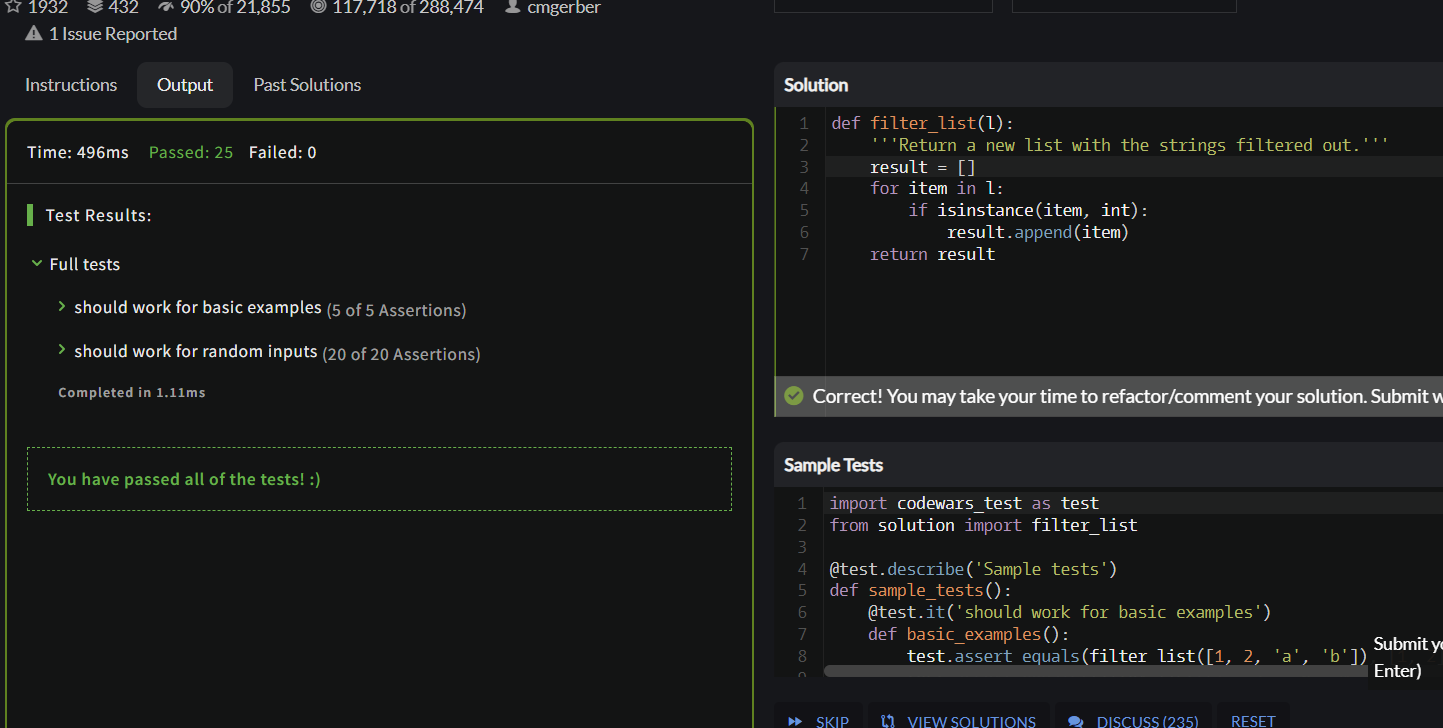 1932 432 90% of 21,855 117,718 of 288,474 cmgerber
1 Issue Reported
Instructions Output Past Solutions
Time: 496ms Passed: 25 Failed: 0
Test Results:
Full tests
should work for basic examples (5 of 5 Assertions)
should work for random inputs (20 of 20 Assertions)
Completed in 1.11ms
You have passed all of the tests! :)
Solution
1 def filter_list(l):
2 '''Return a new list with the strings filtered out.'''
3 result = []
4 for item in l:
5 if isinstance(item, int):
6 result.append(item)
7 return result
Correct! You may take your time to refactor/comment your solution. Submit w
Sample Tests
1 import codewars_test as test
2 from solution import filter_list
3
4 @test.describe('Sample tests')
5 def sample_tests():
6 @test.it('should work for basic examples')
7 def basic_examples():
8 test.assert_equals(filter_list([1, 2, 'a', 'b'])
Submit yo
Enter)
SKIP VIEW SOLUTIONS DISCUSS (235) RESET